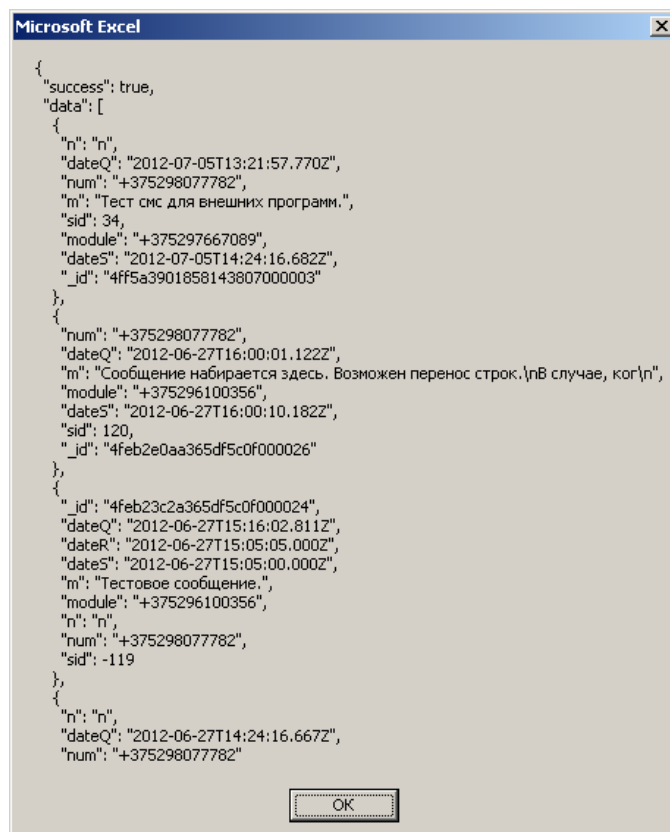 Microsoft Excel
{
"success": true,
"data": [
{
"n": "n",
"dateQ": "2012-07-05T13:21:57.770Z",
"num": "+375298077782",
"m": "Тест смс для внешних программ.",
"sid": 34,
"module": "+375297667089",
"dateS": "2012-07-05T14:24:16.682Z",
"_id": "4ff5a3901858143807000003"
},
{
"num": "+375298077782",
"dateQ": "2012-06-27T16:00:01.122Z",
"m": "Сообщение набирается здесь. Возможен перенос строк.\nВ случае, ког\n",
"module": "+375296100356",
"dateS": "2012-06-27T16:00:10.182Z",
"sid": 120,
"_id": "4feb2e0aa365df5c0f000026"
},
{
"_id": "4feb23c2a365df5c0f000024",
"dateQ": "2012-06-27T15:16:02.811Z",
"dateR": "2012-06-27T15:05:05.000Z",
"dateS": "2012-06-27T15:05:00.000Z",
"m": "Тестовое сообщение.",
"module": "+375296100356",
"n": "n",
"num": "+375298077782",
"sid": -119
},
{
"n": "n",
"dateQ": "2012-06-27T14:24:16.667Z",
"num": "+375298077782"
OK